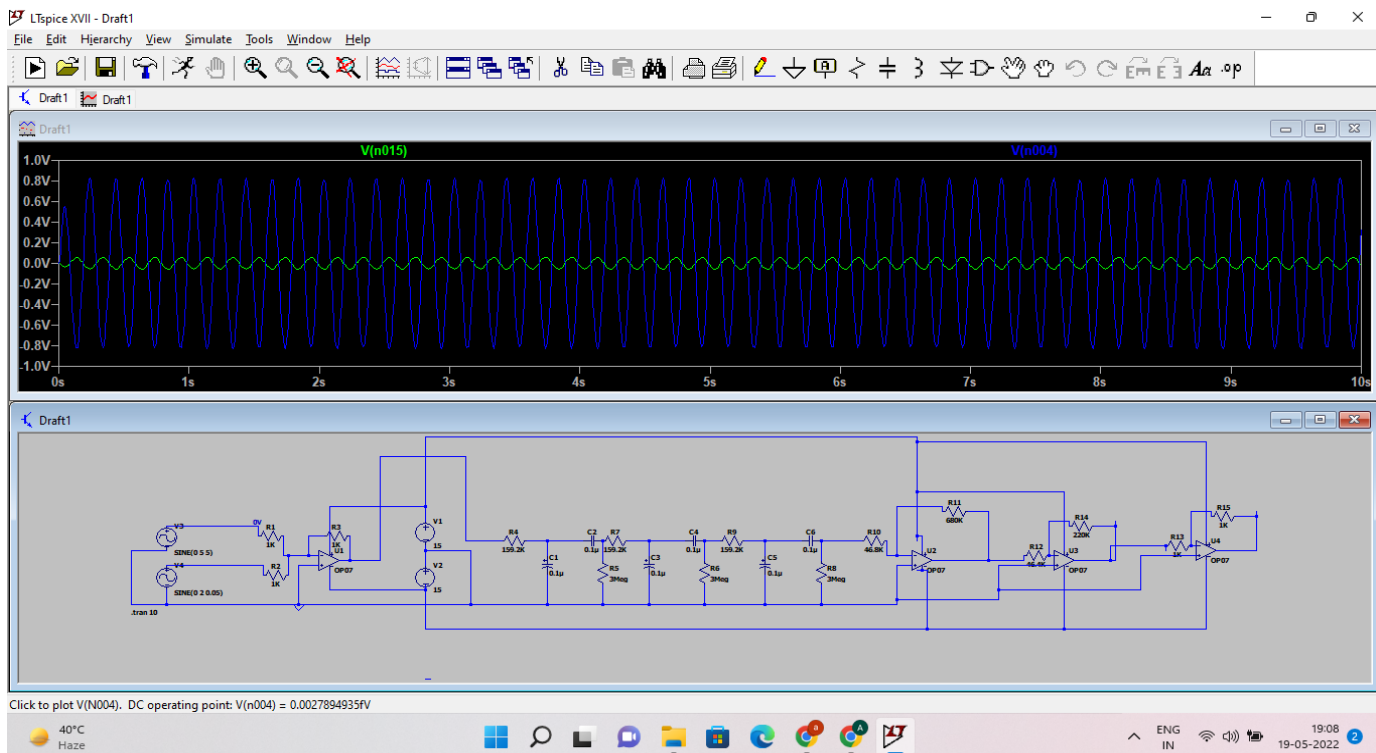 LTspice XVII - Draft1
File Edit Hierarchy View Simulate Tools Window Help
Draft1 Draft1
Draft1
V(n015) V(n004)
1.0V
0.8V
0.6V
0.4V
0.2V
0.0V
-0.2V
-0.4V
-0.6V
-0.8V
-1.0V
0s 1s 2s 3s 4s 5s 6s 7s 8s 9s 10s
Draft1
V3
SINE(0 5 5)
V4
SINE(0 2 0.05)
.tran 10
0V
R1
1K
R2
1K
R3
1K
U1
OP07
V1
15
V2
15
R4
159.2K
C1
0.1µ
C2
0.1µ
R7
159.2K
R5
3Meg
C3
0.1µ
C4
0.1µ
R9
159.2K
R6
3Meg
C5
0.1µ
C6
0.1µ
R8
3Meg
R10
46.8K
R11
680K
U2
OP07
R12
46.4K
R14
220K
U3
OP07
R13
1K
R15
1K
U4
OP07
Click to plot V(N004). DC operating point: V(n004) = 0.0027894935fV
40°C
Haze
ENG
IN
19:08
19-05-2022
2